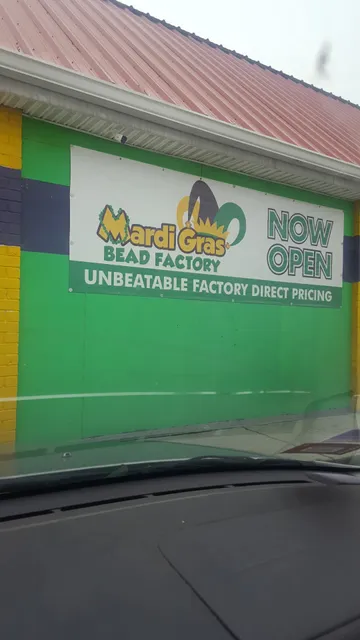 Mardi Gras
BEAD FACTORY
NOW
OPEN
UNBEATABLE FACTORY DIRECT PRICING